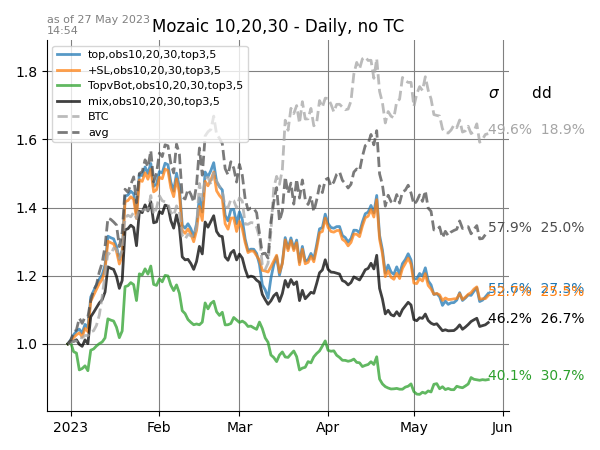 as of 27 May 2023
14:54
Mozaic 10,20,30 - Daily, no TC
top,obs10,20,30,top3,5
+SL,obs10,20,30,top3,5
TopvBot,obs10,20,30,top3,5
mix,obs10,20,30,top3,5
BTC
avg
σ dd
49.6% 18.9%
57.9% 25.0%
55.6% 27.3%
46.2% 26.7%
40.1% 30.7%
1.8
1.6
1.4
1.2
1.0
2023 Feb Mar Apr May Jun